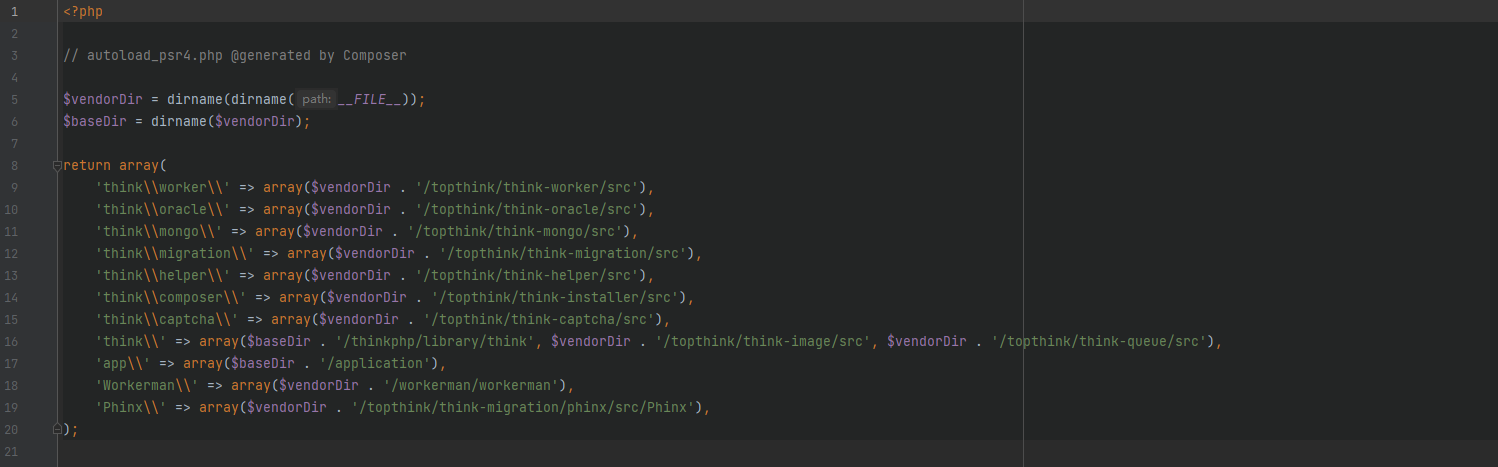 1 <?php
2
3 // autoload_psr4.php @generated by Composer
4
5 $vendorDir = dirname(dirname( path: __FILE__));
6 $baseDir = dirname($vendorDir);
7
8 return array(
9     'think\\worker\\' => array($vendorDir . '/topthink/think-worker/src'),
10     'think\\oracle\\' => array($vendorDir . '/topthink/think-oracle/src'),
11     'think\\mongo\\' => array($vendorDir . '/topthink/think-mongo/src'),
12     'think\\migration\\' => array($vendorDir . '/topthink/think-migration/src'),
13     'think\\helper\\' => array($vendorDir . '/topthink/think-helper/src'),
14     'think\\composer\\' => array($vendorDir . '/topthink/think-installer/src'),
15     'think\\captcha\\' => array($vendorDir . '/topthink/think-captcha/src'),
16     'think\\' => array($baseDir . '/thinkphp/library/think', $vendorDir . '/topthink/think-image/src', $vendorDir . '/topthink/think-queue/src'),
17     'app\\' => array($baseDir . '/application'),
18     'Workerman\\' => array($vendorDir . '/workerman/workerman'),
19     'Phinx\\' => array($vendorDir . '/topthink/think-migration/phinx/src/Phinx'),
20 );
21